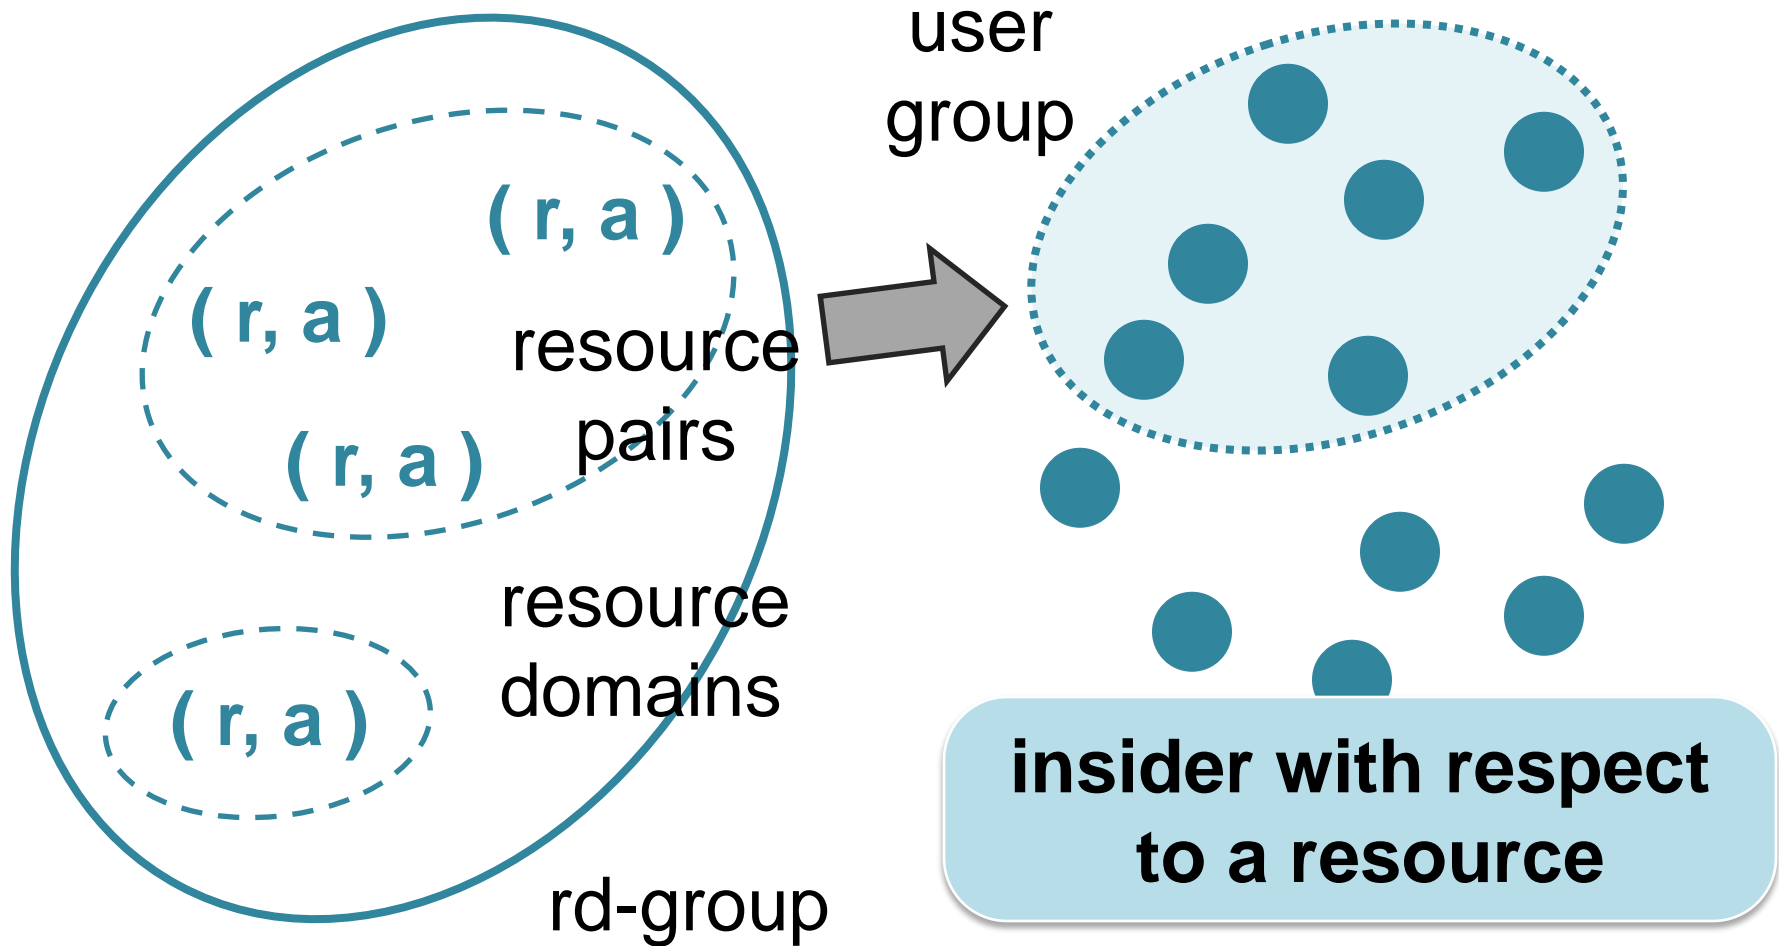 ( r, a )
( r, a )
( r, a )
resource
pairs
resource
domains
( r, a )
rd-group
user
group
insider with respect
to a resource